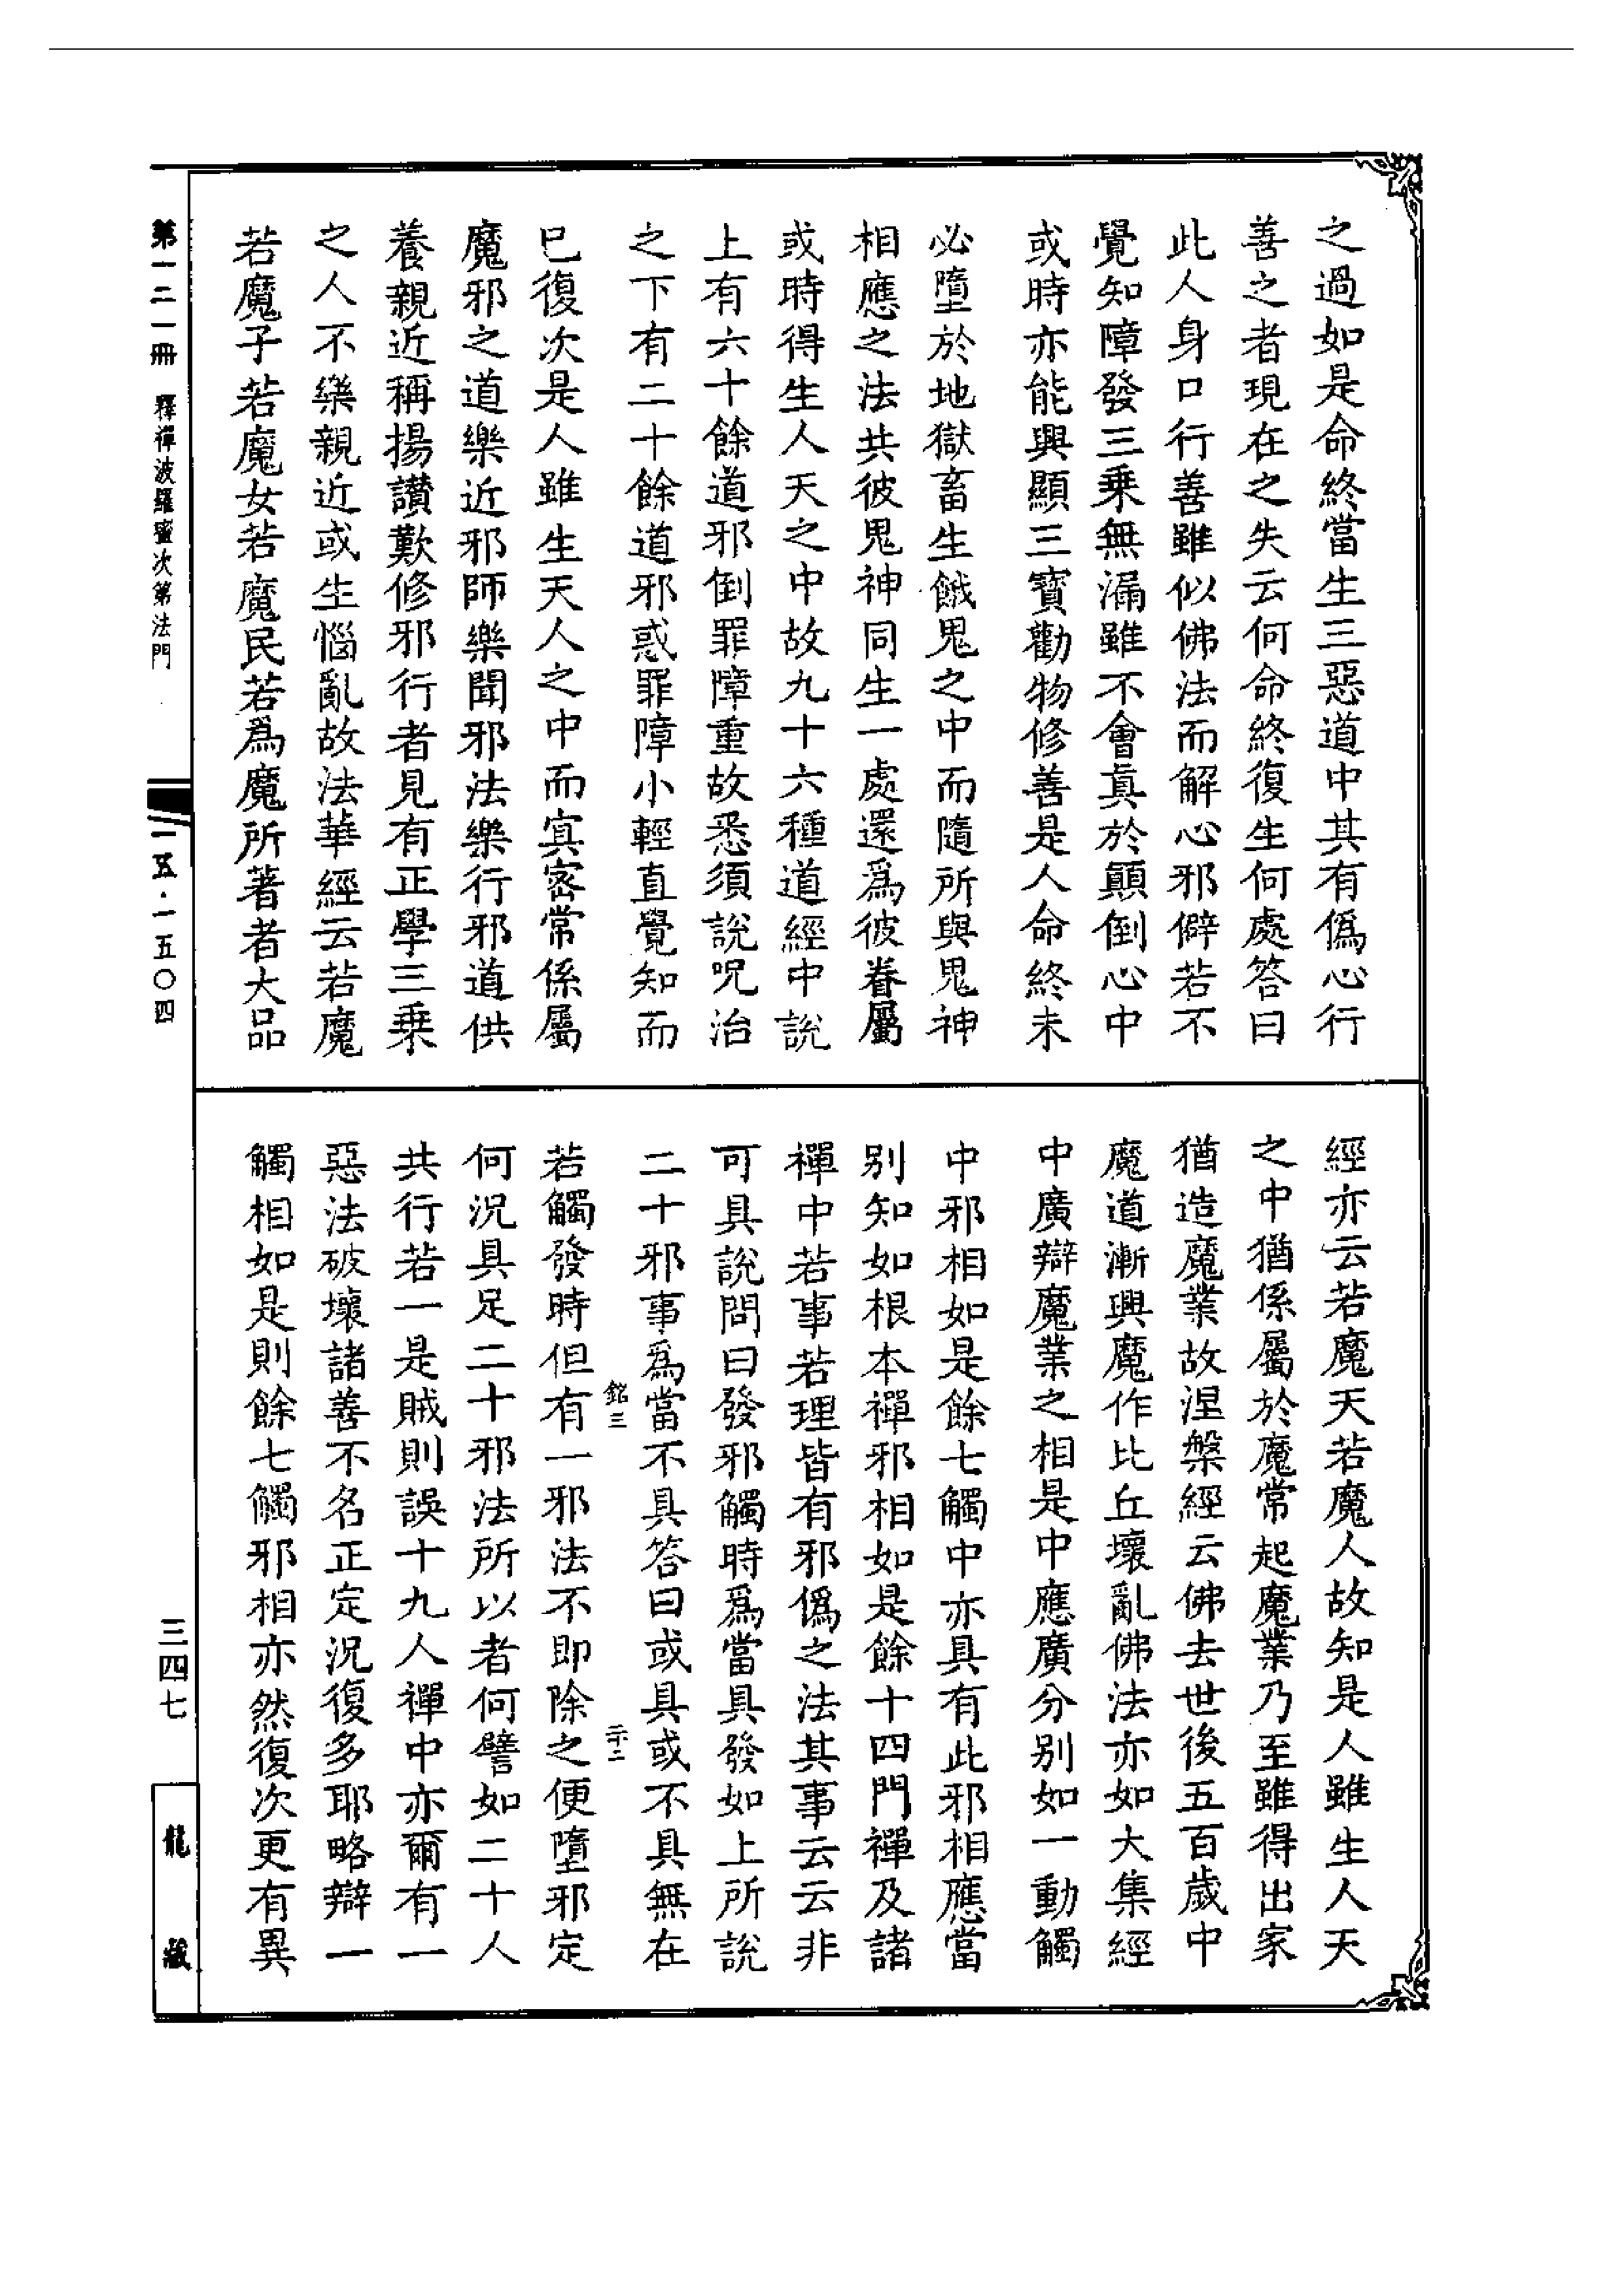 之過如是命終當生三惡道中其有僞心行
善之者現在之失云何命終復生何處答曰
此人身口行善雖似佛法而解心邪僻若不
覺知障發三乗無漏雖不會真於顛倒心中
或時亦能興顯三寳勸物修善是人命終未
必墮於地獄畜生餓鬼之中而隨所與鬼神
相應之法共彼鬼神同生一處還爲彼眷屬
或時得生人天之中故九十六種道經中說
上有六十餘道邪倒罪障重故悉須說呪治
之下有二十餘道邪惑罪障小輕直覺知而
已復次是人雖生天人之中而寘密常係屬
魔邪之道樂近邪師樂聞邪法樂行邪道供
養親近稱揚讃歎修邪行者見有正學三乗
之人不樂親近或生惱亂故法華經云若魔
若魔子若魔女若魔民若爲魔所著者大品
經亦云若魔天若魔人故知是人雖生人天
之中猶係屬於魔常起魔業乃至雖得出家
猶造魔業故涅槃經云佛去世後五百歲中
魔道漸興魔作比丘壞亂佛法亦如大集經
中廣辯魔業之相是中應廣分別如一動觸
中邪相如是餘七觸中亦具有此邪相應當
別知如根本禪邪相如是餘十四門禪及諸
禪中若事若理皆有邪僞之法其事云云非
可具說問曰發邪觸時爲當具發如上所說
二十邪事爲當不具答曰或具或不具無在
銘三
若觸發時但有一邪法不即除之便墮邪定
何況具足二十邪法所以者何譬如二十人
共行若一是賊則誤十九人禪中亦爾有一
惡法破壞諸善不名正定況復多耶略辯一
觸相如是則餘七觸邪相亦然復次更有異
第一二一冊 釋禪波羅蜜次第法門
一五·一五〇四
三四七
龍藏